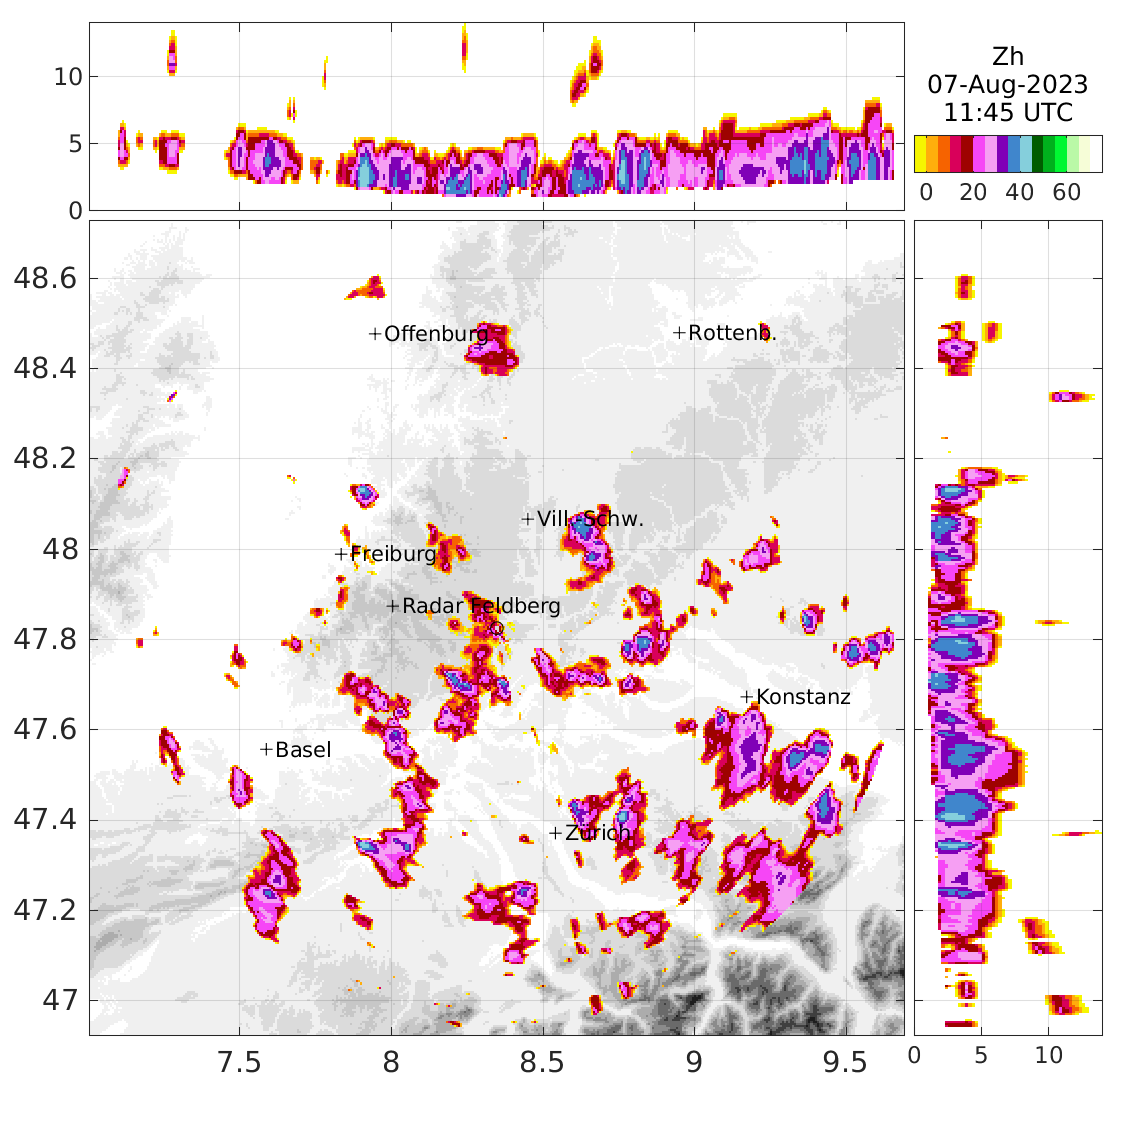 10
5
0
Zh
07-Aug-2023
11:45 UTC
0 20 40 60
48.6
48.4
48.2
48
47.8
47.6
47.4
47.2
47
+Offenburg
+Rottenb.
+Vill.-Schw.
+Freiburg
+Radar Feldberg
+Konstanz
+Basel
+Zurich
7.5 8 8.5 9 9.5
0 5 10